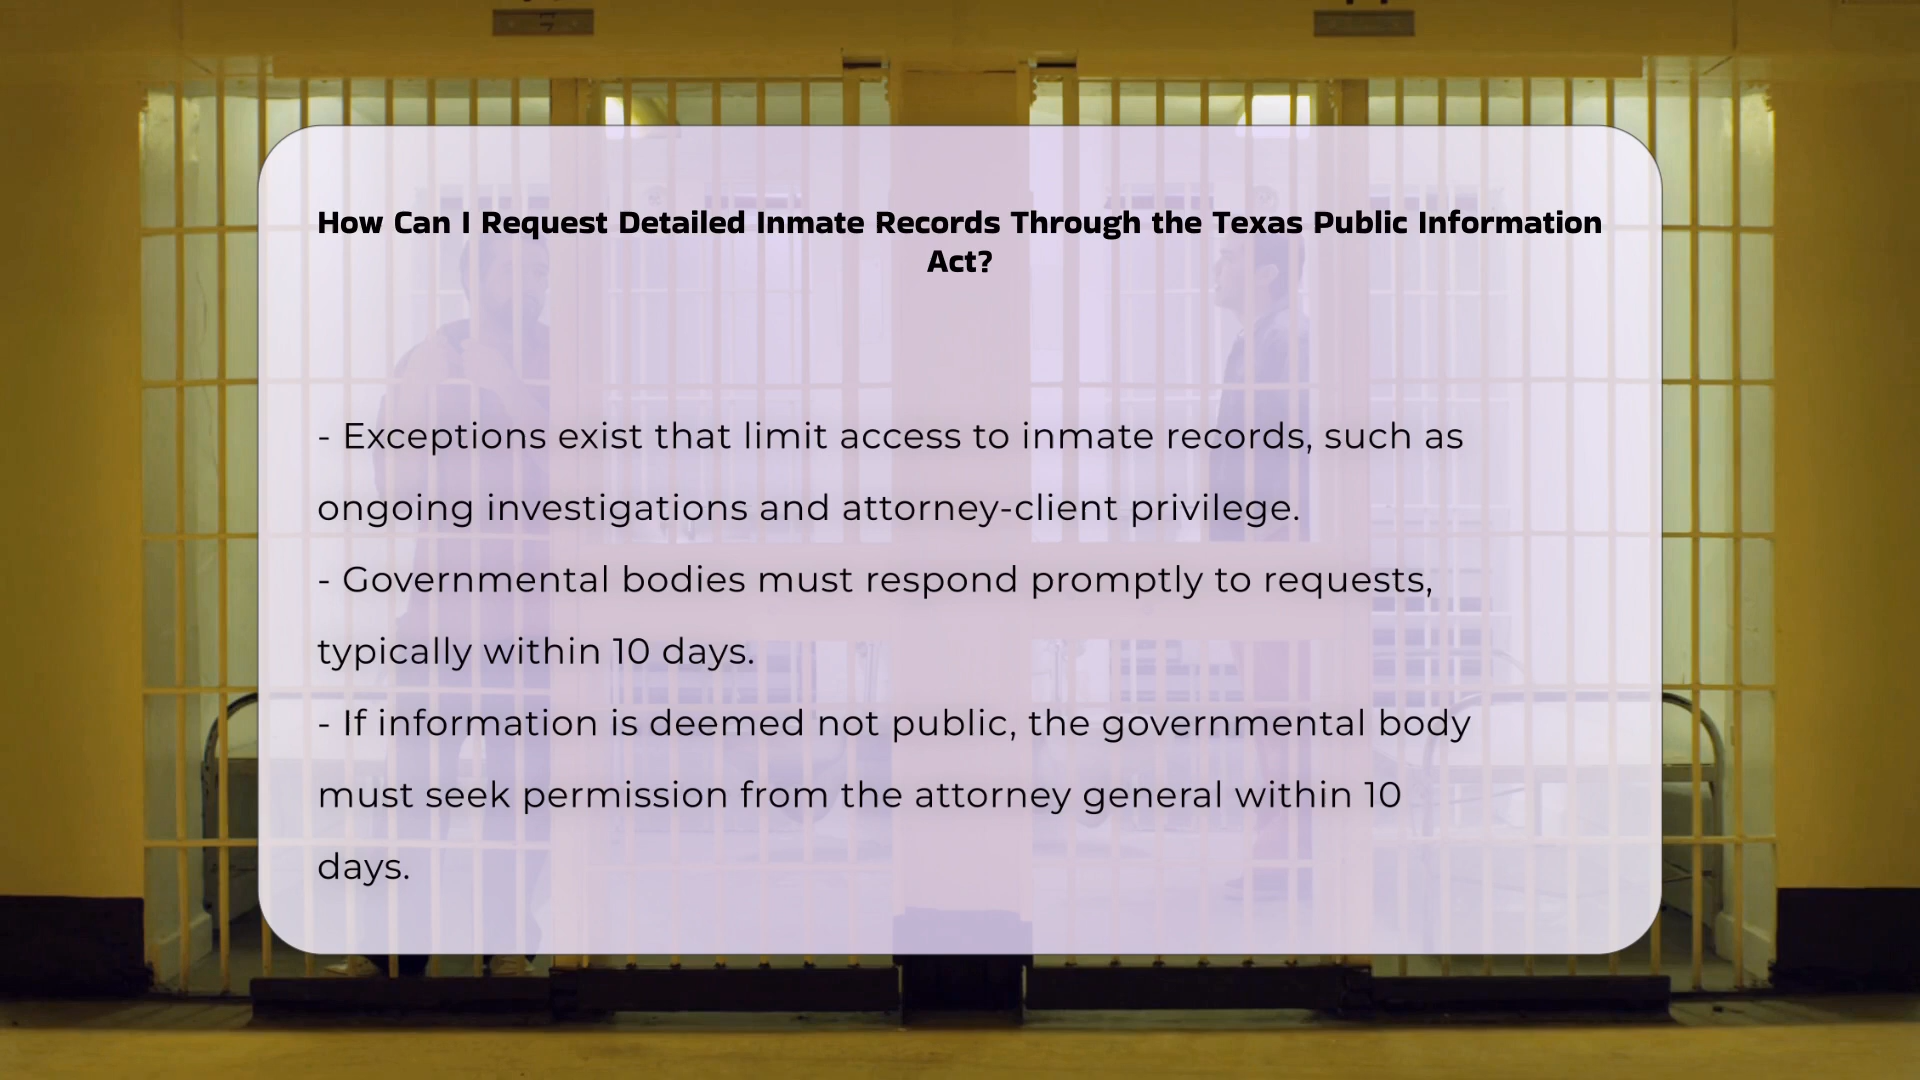 How Can I Request Detailed Inmate Records Through the Texas Public Information
Act?
- Exceptions exist that limit access to inmate records, such as
ongoing investigations and attorney-client privilege.
- Governmental bodies must respond promptly to requests,
typically within 10 days.
- If information is deemed not public, the governmental body
must seek permission from the attorney general within 10
days.